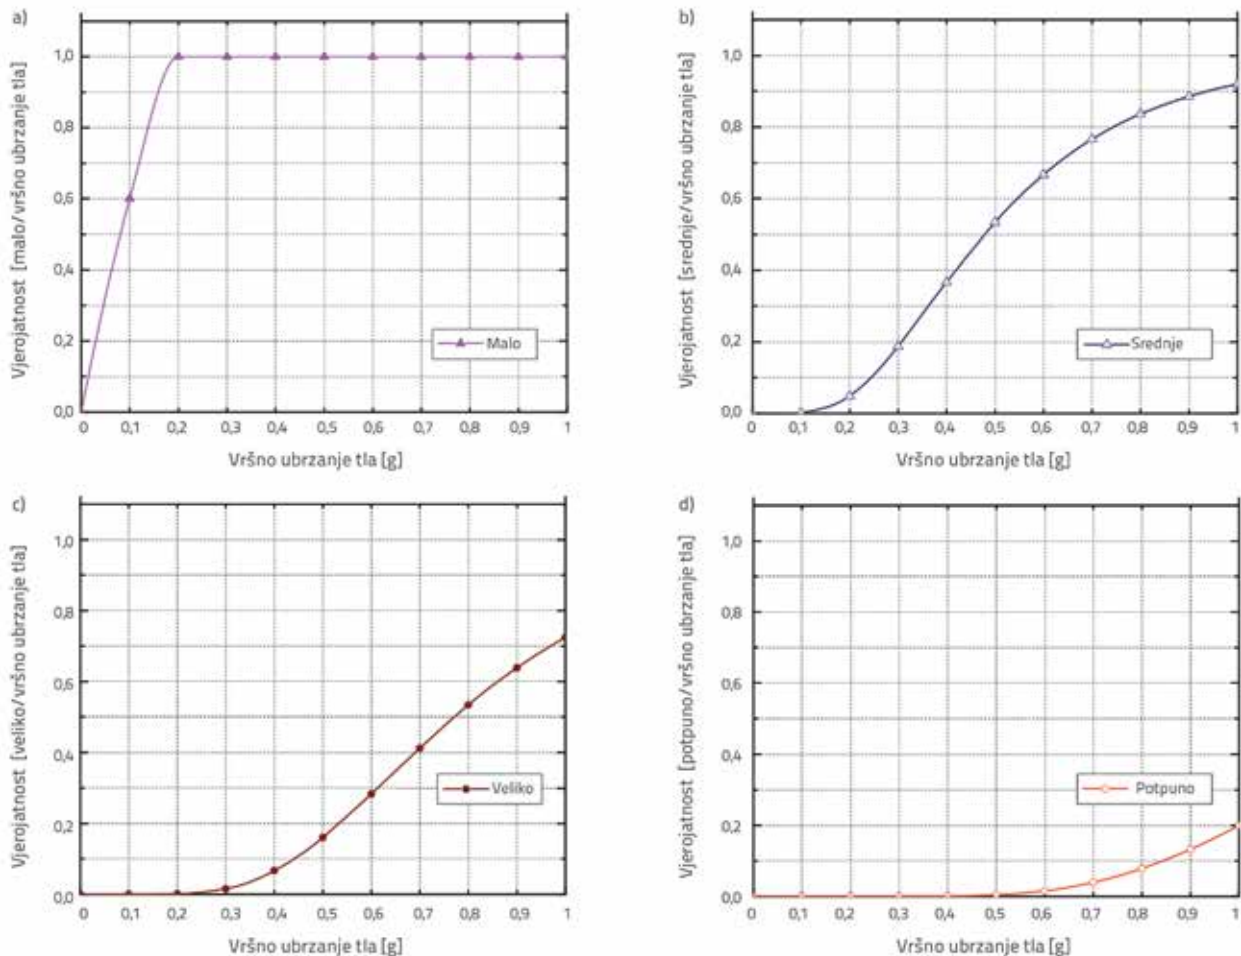 a)
Vjerojatnost [malo/vršno ubrzanje tla]
1,0
0,8
0,6
0,4
0,2
0,0
Malo
0 0,1 0,2 0,3 0,4 0,5 0,6 0,7 0,8 0,9 1
Vršno ubrzanje tla [g]
b)
Vjerojatnost [srednje/vršno ubrzanje tla]
1,0
0,8
0,6
0,4
0,2
0,0
Srednje
0 0,1 0,2 0,3 0,4 0,5 0,6 0,7 0,8 0,9 1
Vršno ubrzanje tla [g]
c)
Vjerojatnost [veliko/vršno ubrzanje tla]
1,0
0,8
0,6
0,4
0,2
0,0
Veliko
0 0,1 0,2 0,3 0,4 0,5 0,6 0,7 0,8 0,9 1
Vršno ubrzanje tla [g]
d)
Vjerojatnost [potpuno/vršno ubrzanje tla]
1,0
0,8
0,6
0,4
0,2
0,0
Potpuno
0 0,1 0,2 0,3 0,4 0,5 0,6 0,7 0,8 0,9 1
Vršno ubrzanje tla [g]